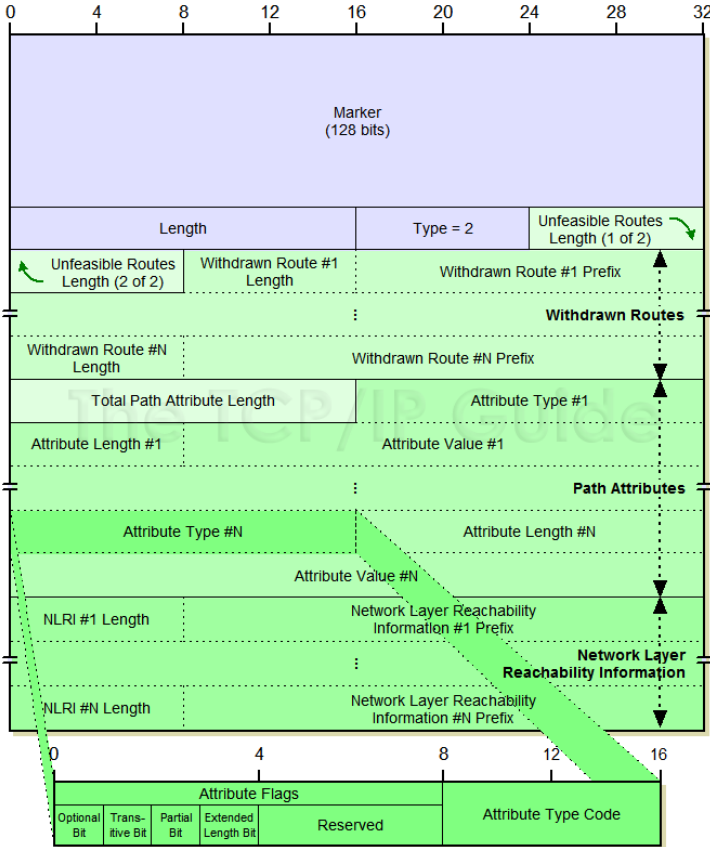 0 4 8 12 16 20 24 28 32
Marker
(128 bits)
Length
Type = 2
Unfeasible Routes
Length (1 of 2)
Unfeasible Routes
Length (2 of 2)
Withdrawn Route #1
Length
Withdrawn Route #1 Prefix
Withdrawn Routes
Withdrawn Route #N
Length
Withdrawn Route #N Prefix
The TCP/IP Guide
Total Path Attribute Length
Attribute Type #1
Attribute Length #1
Attribute Value #1
Path Attributes
Attribute Type #N
Attribute Length #N
Attribute Value #N
NLRI #1 Length
Network Layer Reachability
Information #1 Prefix
Network Layer
Reachability Information
NLRI #N Length
Network Layer Reachability
Information #N Prefix
0 4 8 12 16
Attribute Flags
Optional
Bit
Trans-
itive Bit
Partial
Bit
Extended
Length Bit
Reserved
Attribute Type Code